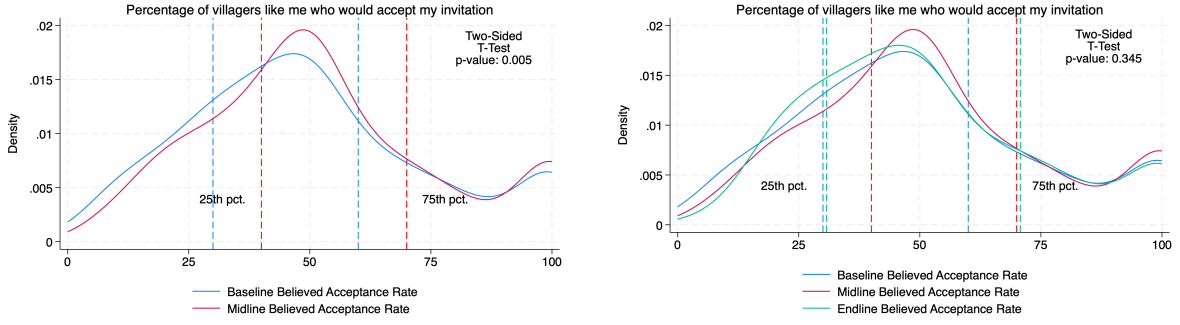 Percentage of villagers like me who would accept my invitation
.02
.015
.01
.005
0
Density
Two-Sided
T-Test
p-value: 0.005
25th pct.
75th pct.
0
25
50
75
100
Baseline Believed Acceptance Rate
Midline Believed Acceptance Rate
Percentage of villagers like me who would accept my invitation
.02
.015
.01
.005
0
Density
Two-Sided
T-Test
p-value: 0.345
25th pct.
75th pct.
0
25
50
75
100
Baseline Believed Acceptance Rate
Midline Believed Acceptance Rate
Endline Believed Acceptance Rate